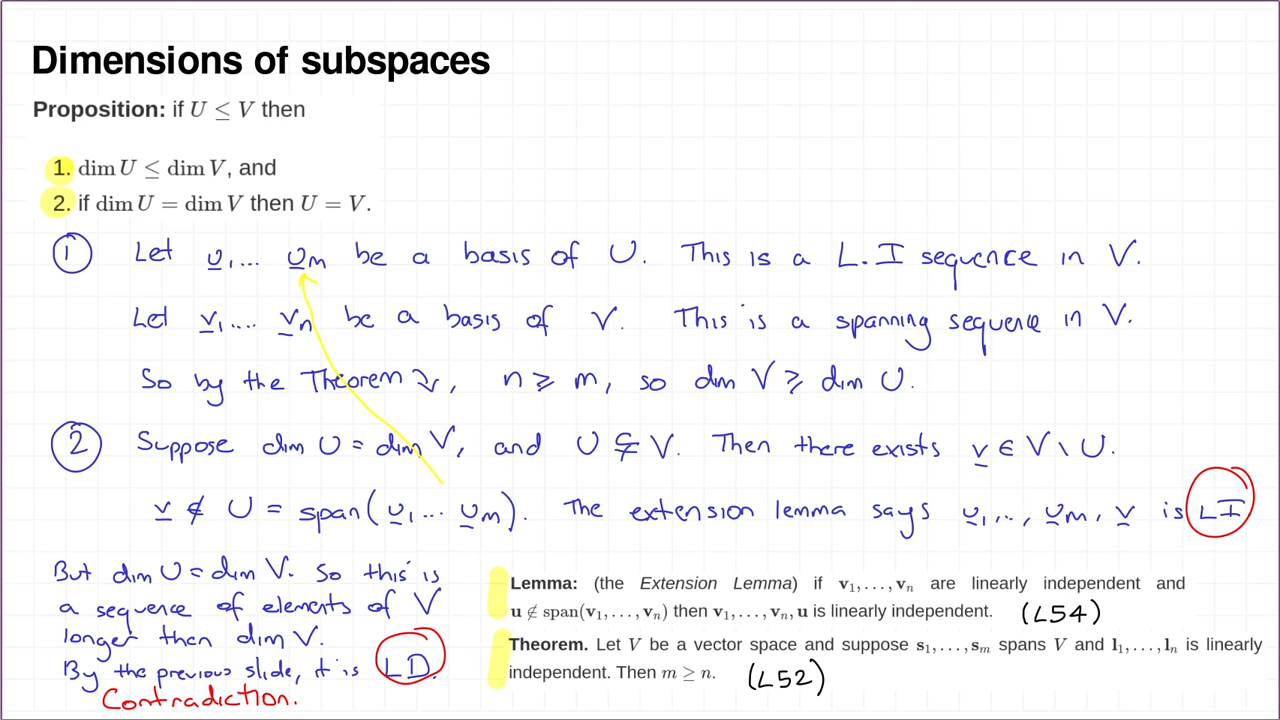 Dimensions of subspaces
Proposition: if U ≤ V then
1. dim U ≤ dim V, and
2. if dim U = dim V then U = V.
① Let u₁... uₘ be a basis of U. This is a L.I sequence in V.
Let v₁.... vₙ be a basis of V. This is a spanning sequence in V.
So by the Theorem ↴, n ⩾ m, so dim V ⩾ dim U.
② Suppose dim U = dim V, and U ⊊ V. Then there exists v ∈ V \ U.
v ∉ U = span(u₁... uₘ). The extension lemma says u₁,.., uₘ, v is LI
But dim U = dim V. So this is
a sequence of elements of V
longer than dim V.
By the previous slide, it is LD.
Contradiction.
Lemma: (the Extension Lemma) if v₁, . . . , vₙ are linearly independent and
u ∉ span(v₁, . . . , vₙ) then v₁, . . . , vₙ, u is linearly independent. (L54)
Theorem. Let V be a vector space and suppose s₁, . . . , sₘ spans V and l₁, . . . , lₙ is linearly
independent. Then m ≥ n. (L52)